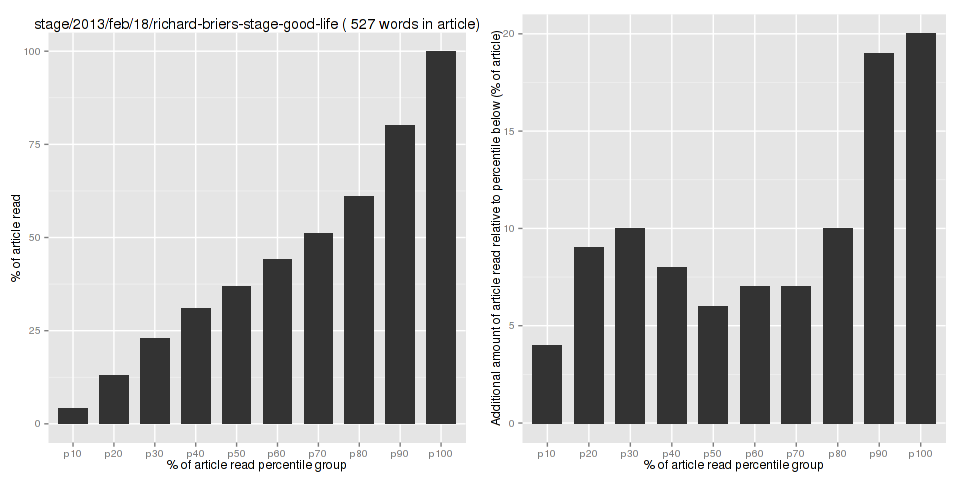 stage/2013/feb/18/richard-briers-stage-good-life ( 527 words in article)
% of article read
100
75
50
25
0
p10 p20 p30 p40 p50 p60 p70 p80 p90 p100
% of article read percentile group
Additional amount of article read relative to percentile below (% of article)
20
15
10
5
0
p10 p20 p30 p40 p50 p60 p70 p80 p90 p100
% of article read percentile group